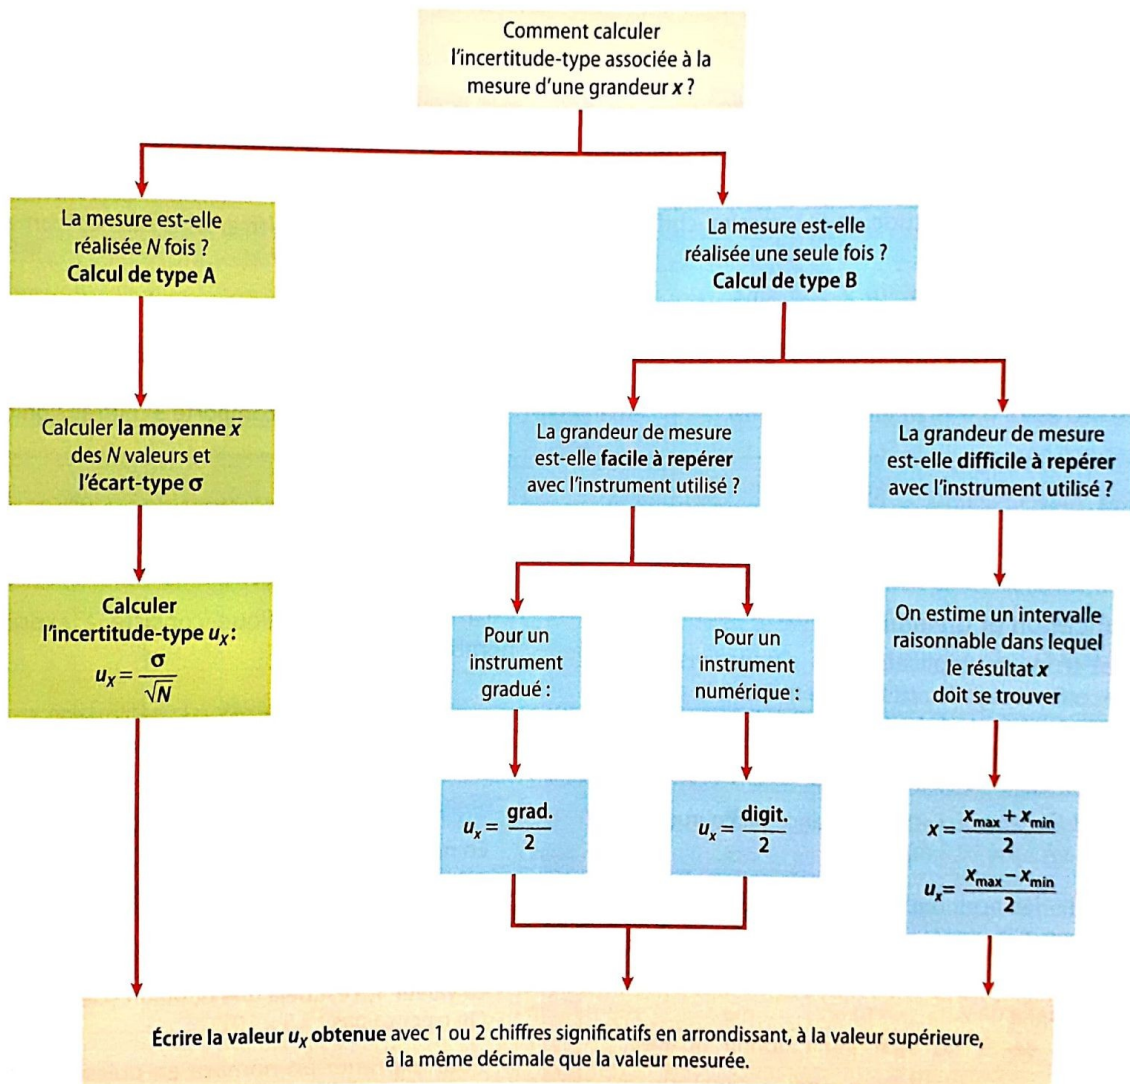 Comment calculer
l'incertitude-type associée à la
mesure d'une grandeur x ?
La mesure est-elle
réalisée N fois ?
Calcul de type A
Calculer la moyenne x̄
des N valeurs et
l'écart-type σ
Calculer
l'incertitude-type uₓ :
uₓ = σ/√N
La mesure est-elle
réalisée une seule fois ?
Calcul de type B
La grandeur de mesure
est-elle facile à repérer
avec l'instrument utilisé ?
Pour un
instrument
gradué :
uₓ = grad./2
Pour un
instrument
numérique :
uₓ = digit./2
La grandeur de mesure
est-elle difficile à repérer
avec l'instrument utilisé ?
On estime un intervalle
raisonnable dans lequel
le résultat x
doit se trouver
x = (x_max + x_min)/2
uₓ = (x_max − x_min)/2
Écrire la valeur uₓ obtenue avec 1 ou 2 chiffres significatifs en arrondissant, à la valeur supérieure,
à la même décimale que la valeur mesurée.